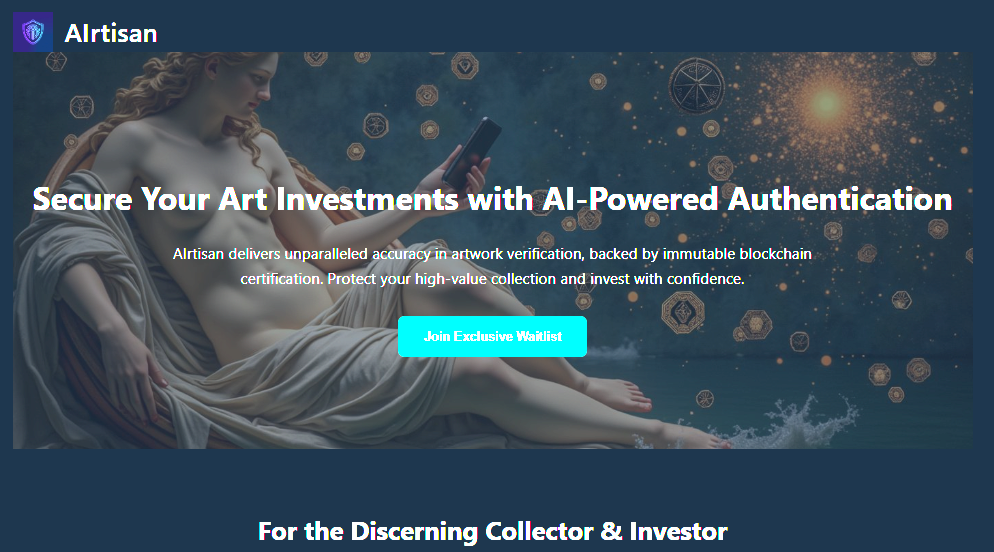 AIrtisan
Secure Your Art Investments with AI-Powered Authentication
AIrtisan delivers unparalleled accuracy in artwork verification, backed by immutable blockchain
certification. Protect your high-value collection and invest with confidence.
Join Exclusive Waitlist
For the Discerning Collector & Investor